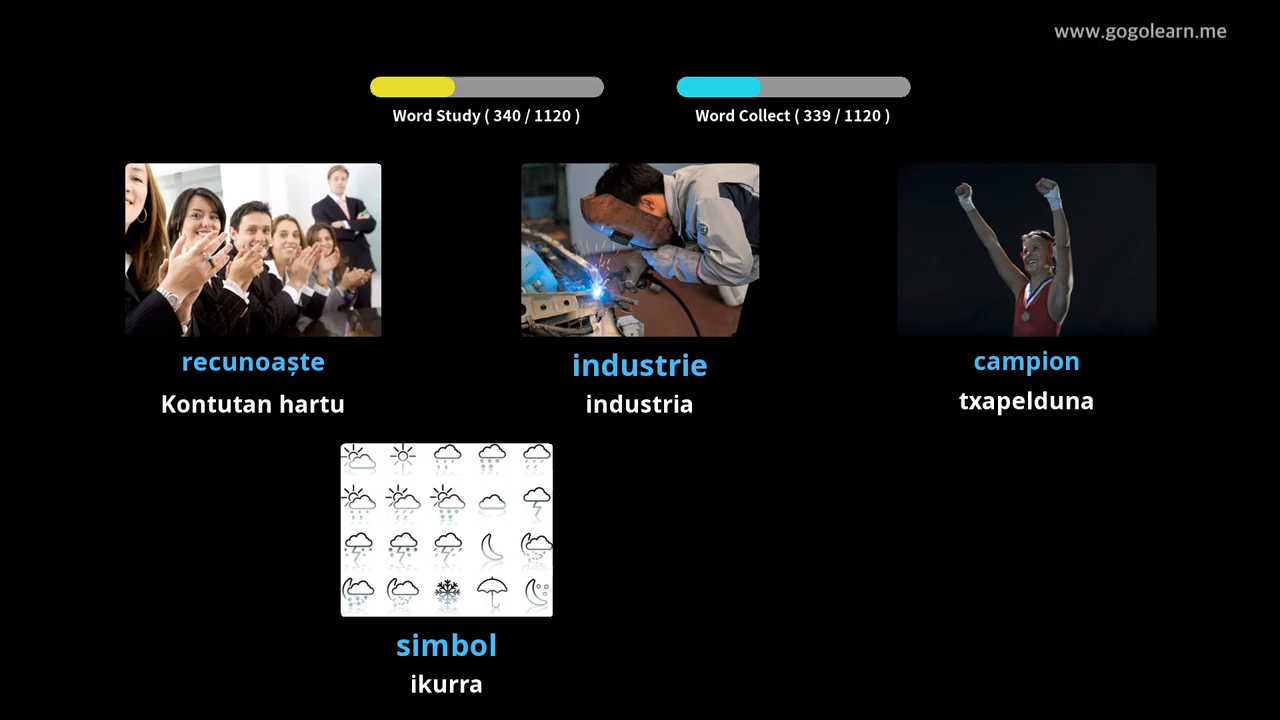 www.gogolearn.me
Word Study ( 340 / 1120 )
Word Collect ( 339 / 1120 )
recunoaște
Kontutan hartu
industrie
industria
campion
txapelduna
simbol
ikurra